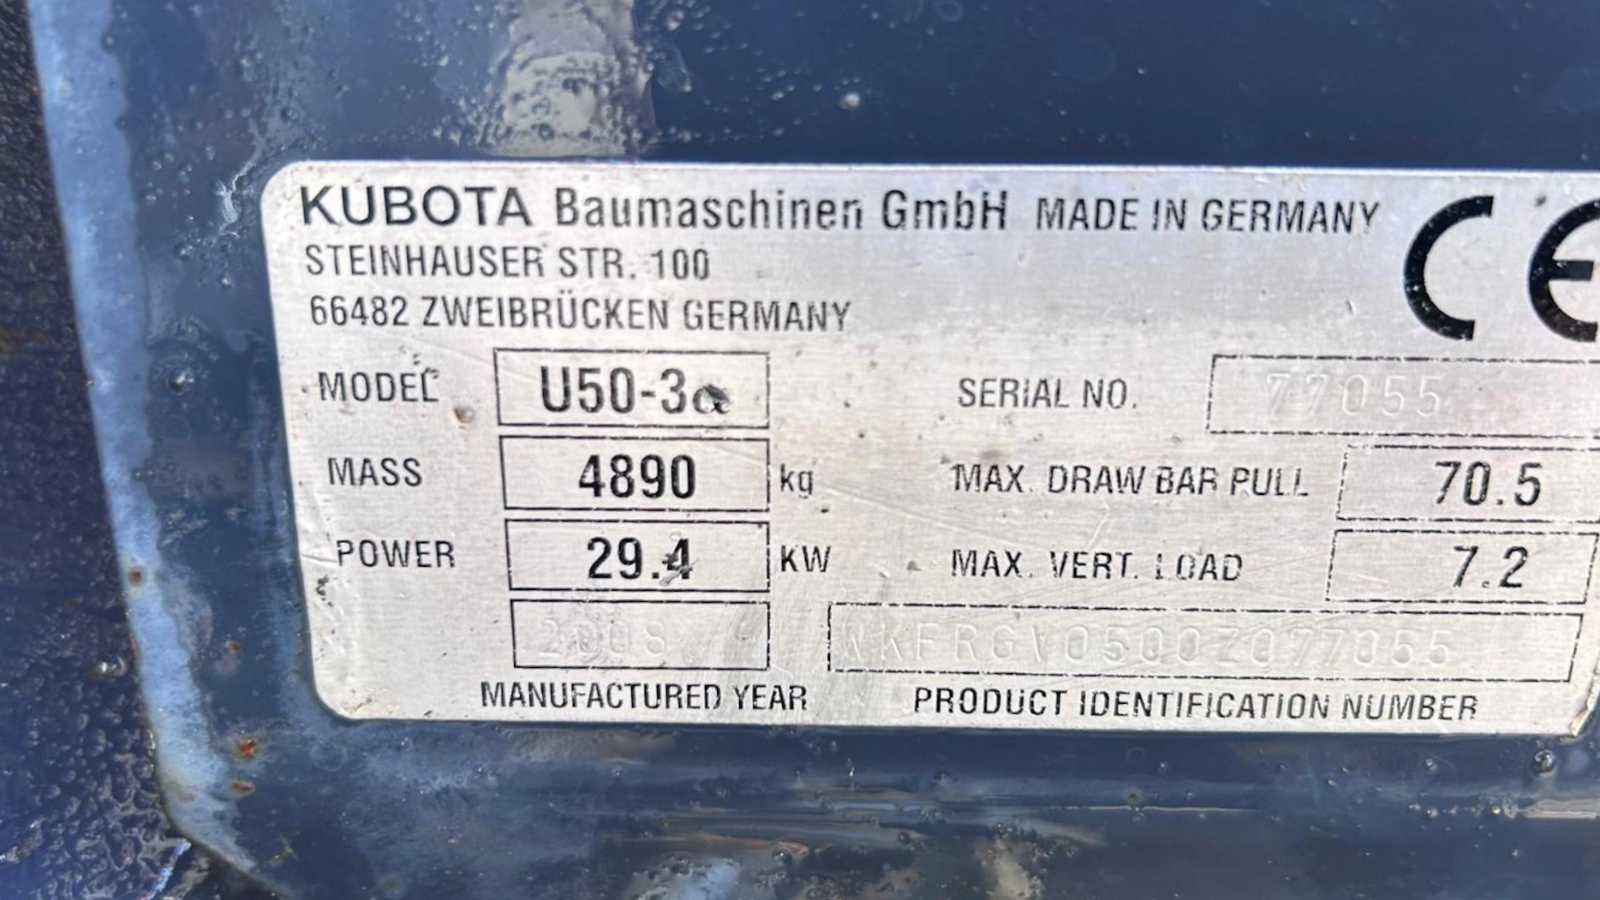 KUBOTA Baumaschinen GmbH MADE IN GERMANY CE
STEINHAUSER STR. 100
66482 ZWEIBRÜCKEN GERMANY
MODEL U50-3α SERIAL NO. 77055
MASS 4890 kg MAX. DRAW BAR PULL 70.5
POWER 29.4 KW MAX. VERT. LOAD 7.2
2008 WKFRGV0500Z077055
MANUFACTURED YEAR PRODUCT IDENTIFICATION NUMBER